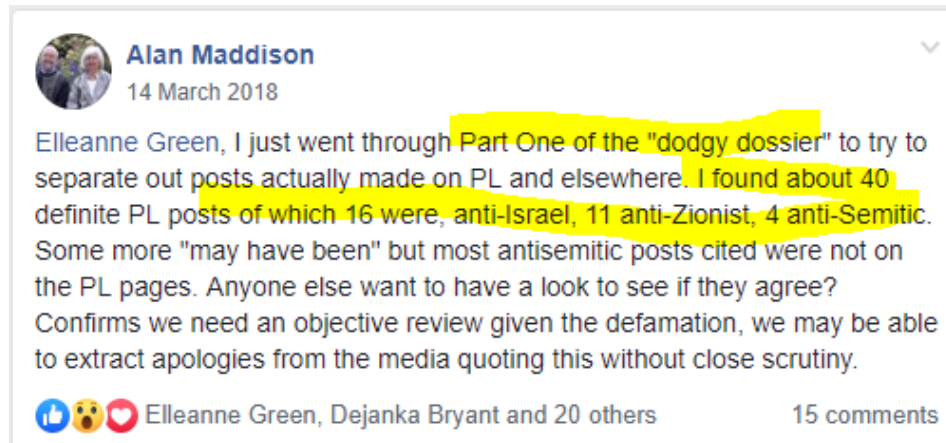 Alan Maddison
14 March 2018
Elleanne Green, I just went through Part One of the "dodgy dossier" to try to
separate out posts actually made on PL and elsewhere. I found about 40
definite PL posts of which 16 were, anti-Israel, 11 anti-Zionist, 4 anti-Semitic.
Some more "may have been" but most antisemitic posts cited were not on
the PL pages. Anyone else want to have a look to see if they agree?
Confirms we need an objective review given the defamation, we may be able
to extract apologies from the media quoting this without close scrutiny.
Elleanne Green, Dejanka Bryant and 20 others 15 comments